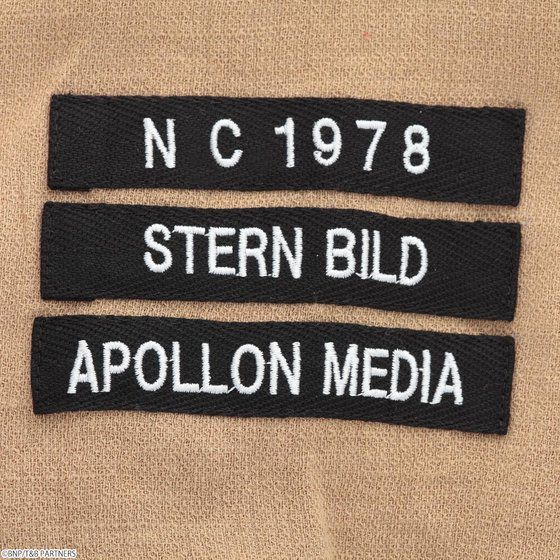 N C 1978
STERN BILD
APOLLON MEDIA
©BNP/T&B PARTNERS